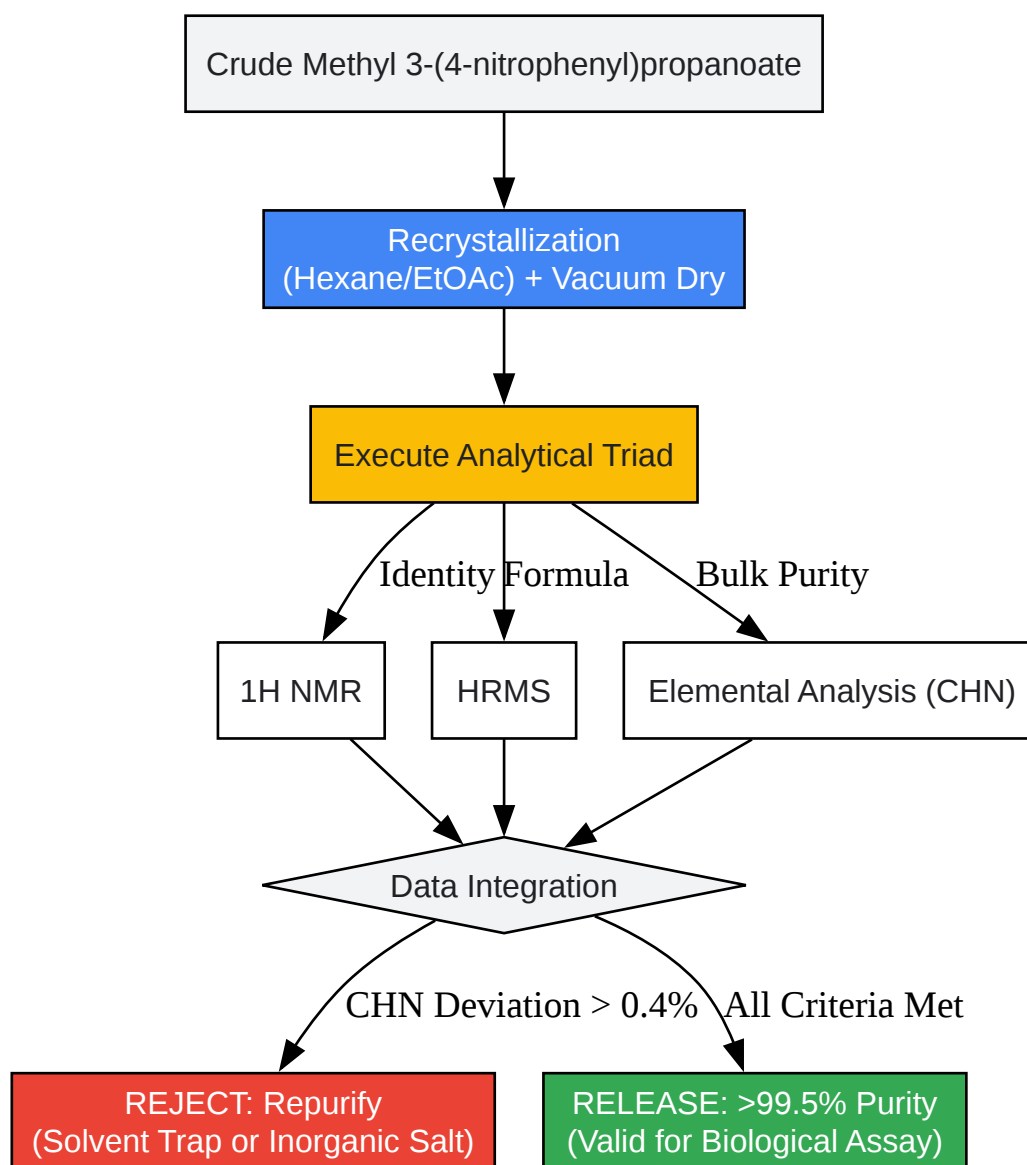 Crude Methyl 3-(4-nitrophenyl)propanoate
Recrystallization
(Hexane/EtOAc) + Vacuum Dry
Execute Analytical Triad
Identity
Formula
Bulk Purity
1H NMR
HRMS
Elemental Analysis (CHN)
Data Integration
CHN Deviation > 0.4%
All Criteria Met
REJECT: Repurify
(Solvent Trap or Inorganic Salt)
RELEASE: >99.5% Purity
(Valid for Biological Assay)